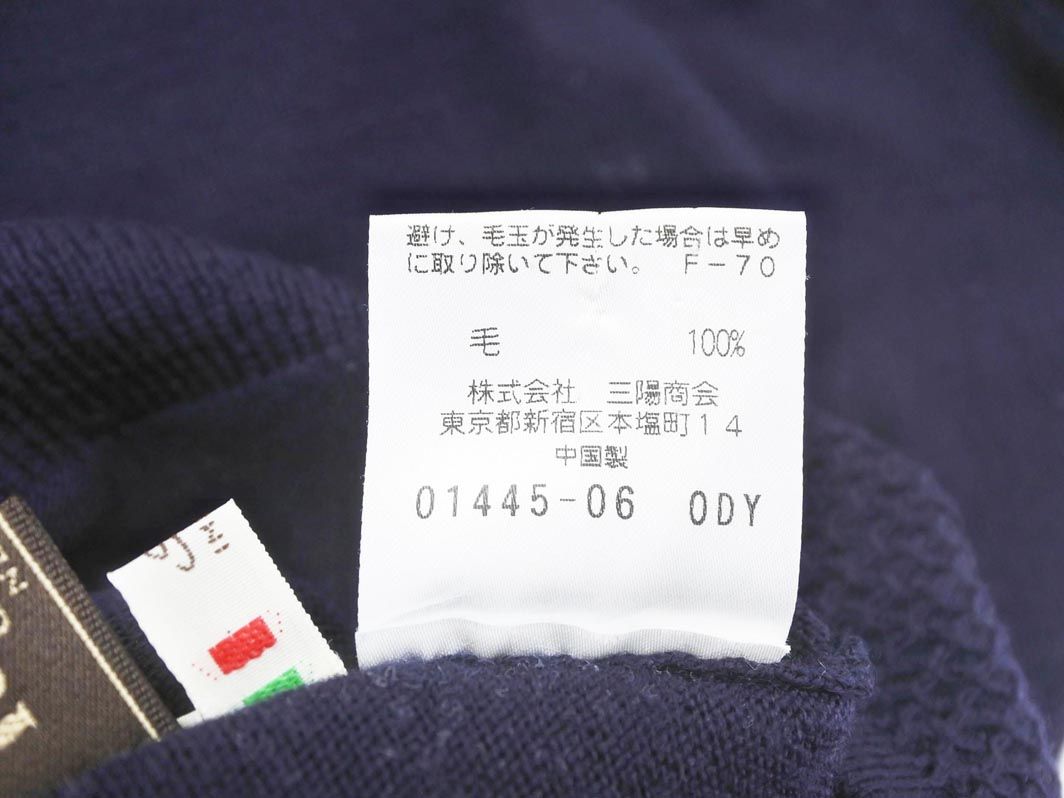 避け、毛玉が発生した場合は早め
に取り除いて下さい。 F-70
毛 100%
株式会社 三陽商会
東京都新宿区本塩町14
中国製
01445-06 ODY